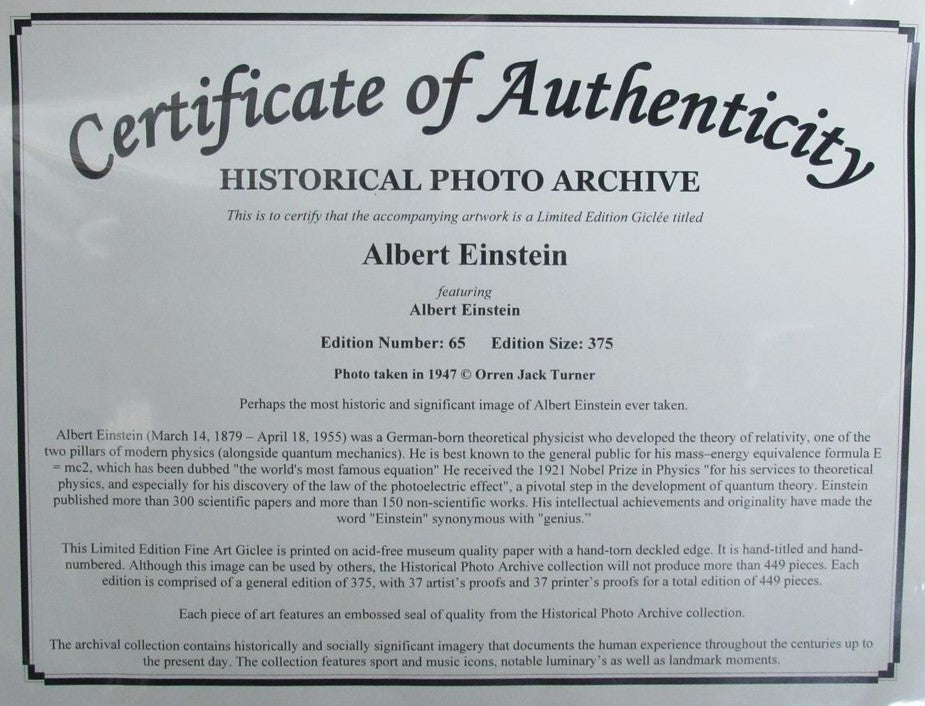 Certificate of Authenticity
HISTORICAL PHOTO ARCHIVE
This is to certify that the accompanying artwork is a Limited Edition Giclée titled
Albert Einstein
featuring
Albert Einstein
Edition Number: 65 Edition Size: 375
Photo taken in 1947 © Orren Jack Turner
Perhaps the most historic and significant image of Albert Einstein ever taken.
Albert Einstein (March 14, 1879 – April 18, 1955) was a German-born theoretical physicist who developed the theory of relativity, one of the
two pillars of modern physics (alongside quantum mechanics). He is best known to the general public for his mass–energy equivalence formula E
= mc2, which has been dubbed "the world's most famous equation" He received the 1921 Nobel Prize in Physics "for his services to theoretical
physics, and especially for his discovery of the law of the photoelectric effect", a pivotal step in the development of quantum theory. Einstein
published more than 300 scientific papers and more than 150 non-scientific works. His intellectual achievements and originality have made the
word "Einstein" synonymous with "genius.”
This Limited Edition Fine Art Giclee is printed on acid-free museum quality paper with a hand-torn deckled edge. It is hand-titled and hand-
numbered. Although this image can be used by others, the Historical Photo Archive collection will not produce more than 449 pieces. Each
edition is comprised of a general edition of 375, with 37 artist's proofs and 37 printer's proofs for a total edition of 449 pieces.
Each piece of art features an embossed seal of quality from the Historical Photo Archive collection.
The archival collection contains historically and socially significant imagery that documents the human experience throughout the centuries up to
the present day. The collection features sport and music icons, notable luminary's as well as landmark moments.